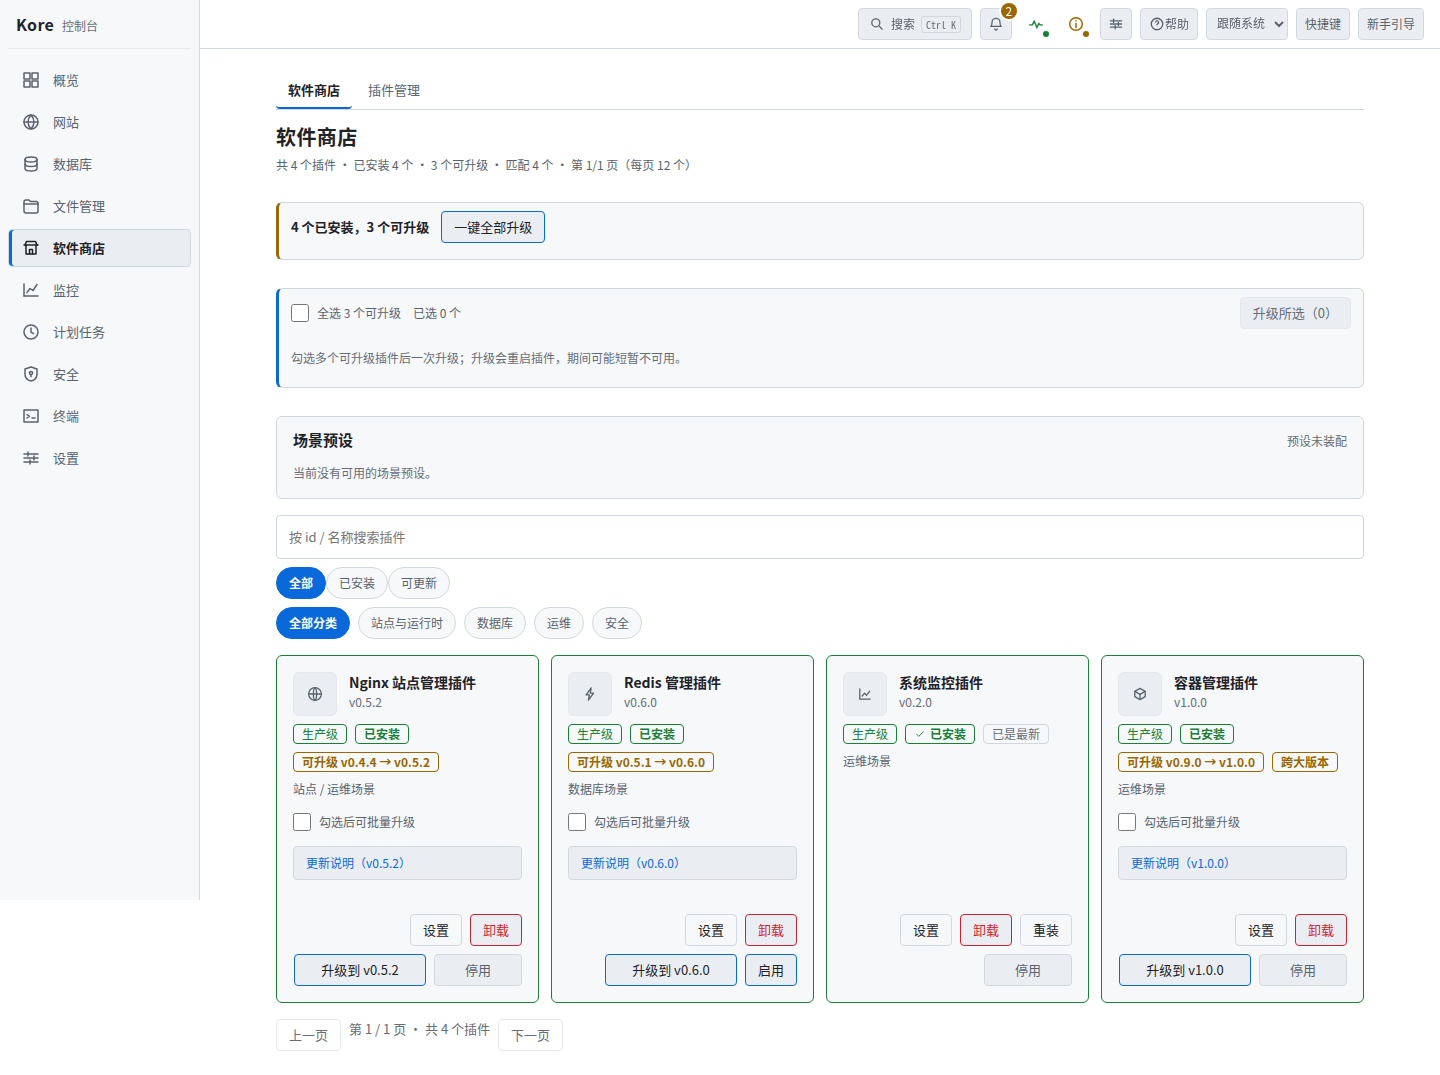 Kore 控制台
搜索 Ctrl K
2
帮助
跟随系统
快捷键
新手引导
概览
网站
数据库
文件管理
软件商店
监控
计划任务
安全
终端
设置
软件商店 插件管理
软件商店
共 4 个插件 · 已安装 4 个 · 3 个可升级 · 匹配 4 个 · 第 1/1 页（每页 12 个）
4 个已安装，3 个可升级 一键全部升级
全选 3 个可升级 已选 0 个 升级所选（0）
勾选多个可升级插件后一次升级；升级会重启插件，期间可能短暂不可用。
场景预设 预设未装配
当前没有可用的场景预设。
按 id / 名称搜索插件
全部 已安装 可更新
全部分类 站点与运行时 数据库 运维 安全
Nginx 站点管理插件
v0.5.2
生产级 已安装
可升级 v0.4.4 → v0.5.2
站点 / 运维场景
勾选后可批量升级
更新说明（v0.5.2）
设置 卸载
升级到 v0.5.2 停用
Redis 管理插件
v0.6.0
生产级 已安装
可升级 v0.5.1 → v0.6.0
数据库场景
勾选后可批量升级
更新说明（v0.6.0）
设置 卸载
升级到 v0.6.0 启用
系统监控插件
v0.2.0
生产级 ✓ 已安装 已是最新
运维场景
设置 卸载 重装
停用
容器管理插件
v1.0.0
生产级 已安装
可升级 v0.9.0 → v1.0.0 跨大版本
运维场景
勾选后可批量升级
更新说明（v1.0.0）
设置 卸载
升级到 v1.0.0 停用
上一页 第 1 / 1 页 · 共 4 个插件 下一页